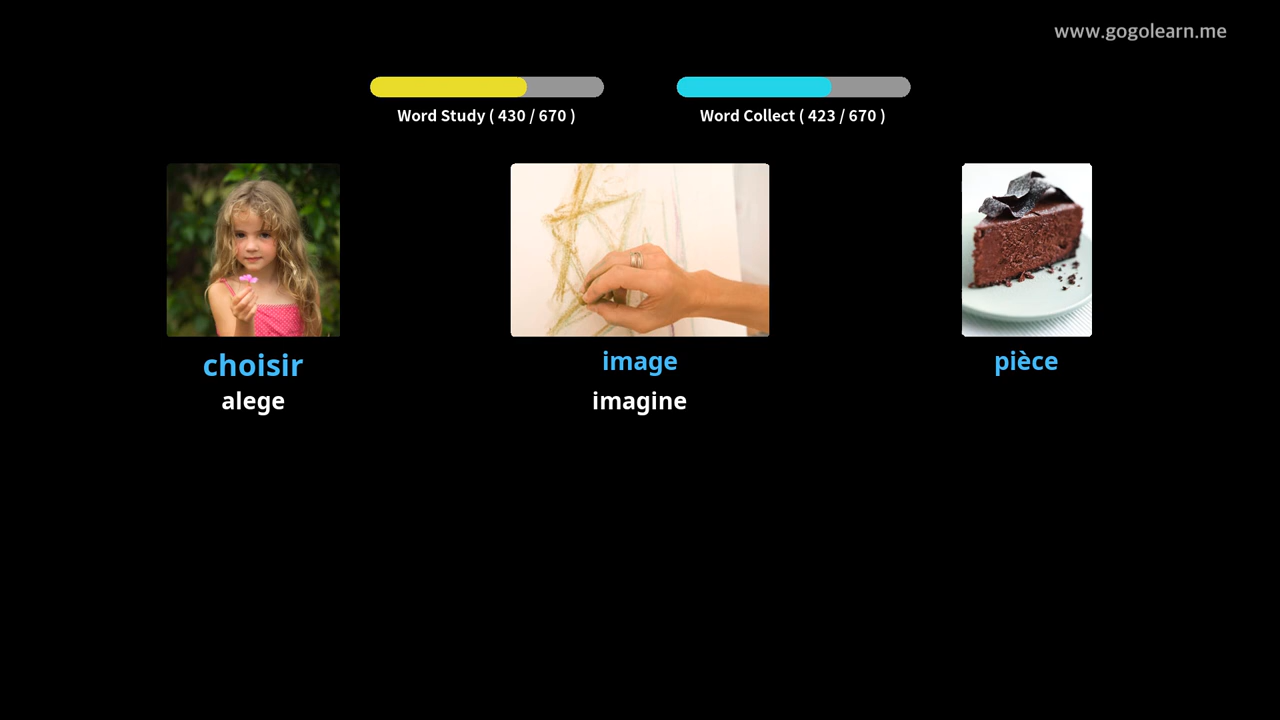 www.gogolearn.me
Word Study ( 430 / 670 )
Word Collect ( 423 / 670 )
choisir
image
pièce
alege
imagine